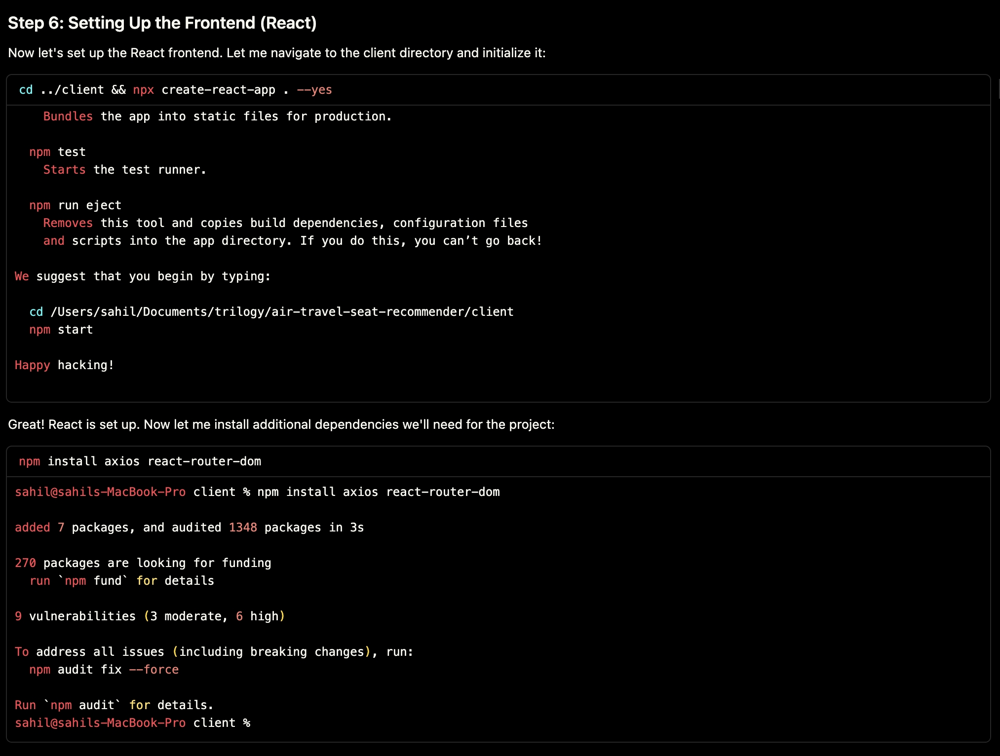 Step 6: Setting Up the Frontend (React)
Now let's set up the React frontend. Let me navigate to the client directory and initialize it:
cd ../client && npx create-react-app . --yes
Bundles the app into static files for production.
npm test
Starts the test runner.
npm run eject
Removes this tool and copies build dependencies, configuration files
and scripts into the app directory. If you do this, you can’t go back!
We suggest that you begin by typing:
cd /Users/sahil/Documents/trilogy/air-travel-seat-recommender/client
npm start
Happy hacking!
Great! React is set up. Now let me install additional dependencies we'll need for the project:
npm install axios react-router-dom
sahil@sahils-MacBook-Pro client % npm install axios react-router-dom
added 7 packages, and audited 1348 packages in 3s
270 packages are looking for funding
run `npm fund` for details
9 vulnerabilities (3 moderate, 6 high)
To address all issues (including breaking changes), run:
npm audit fix --force
Run `npm audit` for details.
sahil@sahils-MacBook-Pro client %